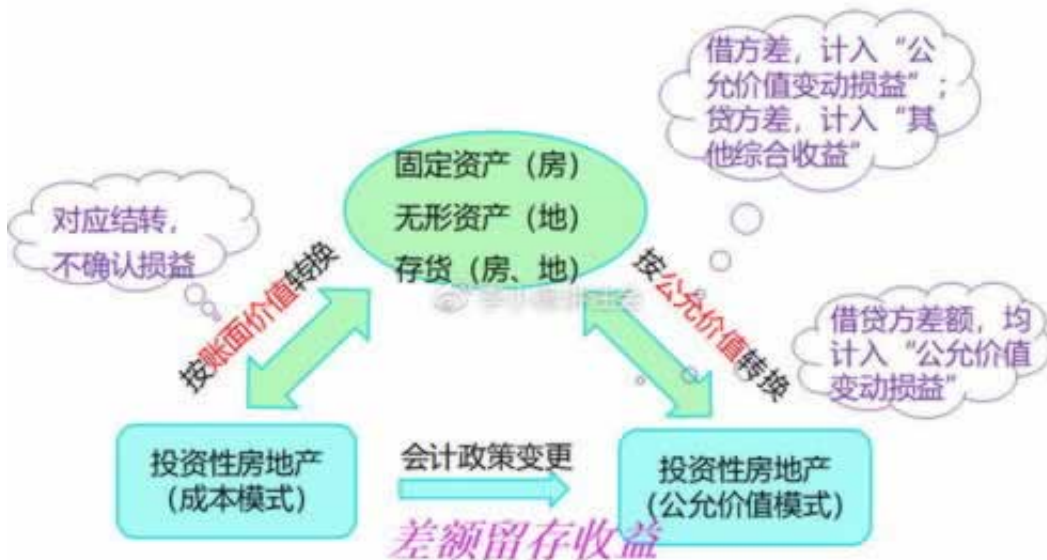 借方差，计入“公
允价值变动损益”；
贷方差，计入“其
他综合收益”
固定资产（房）
无形资产（地）
存货（房、地）
对应结转，
不确认损益
按账面价值转换
按公允价值转换
借贷方差额，均
计入“公允价值
变动损益”
投资性房地产
（成本模式）
会计政策变更
投资性房地产
（公允价值模式）
差额留存收益